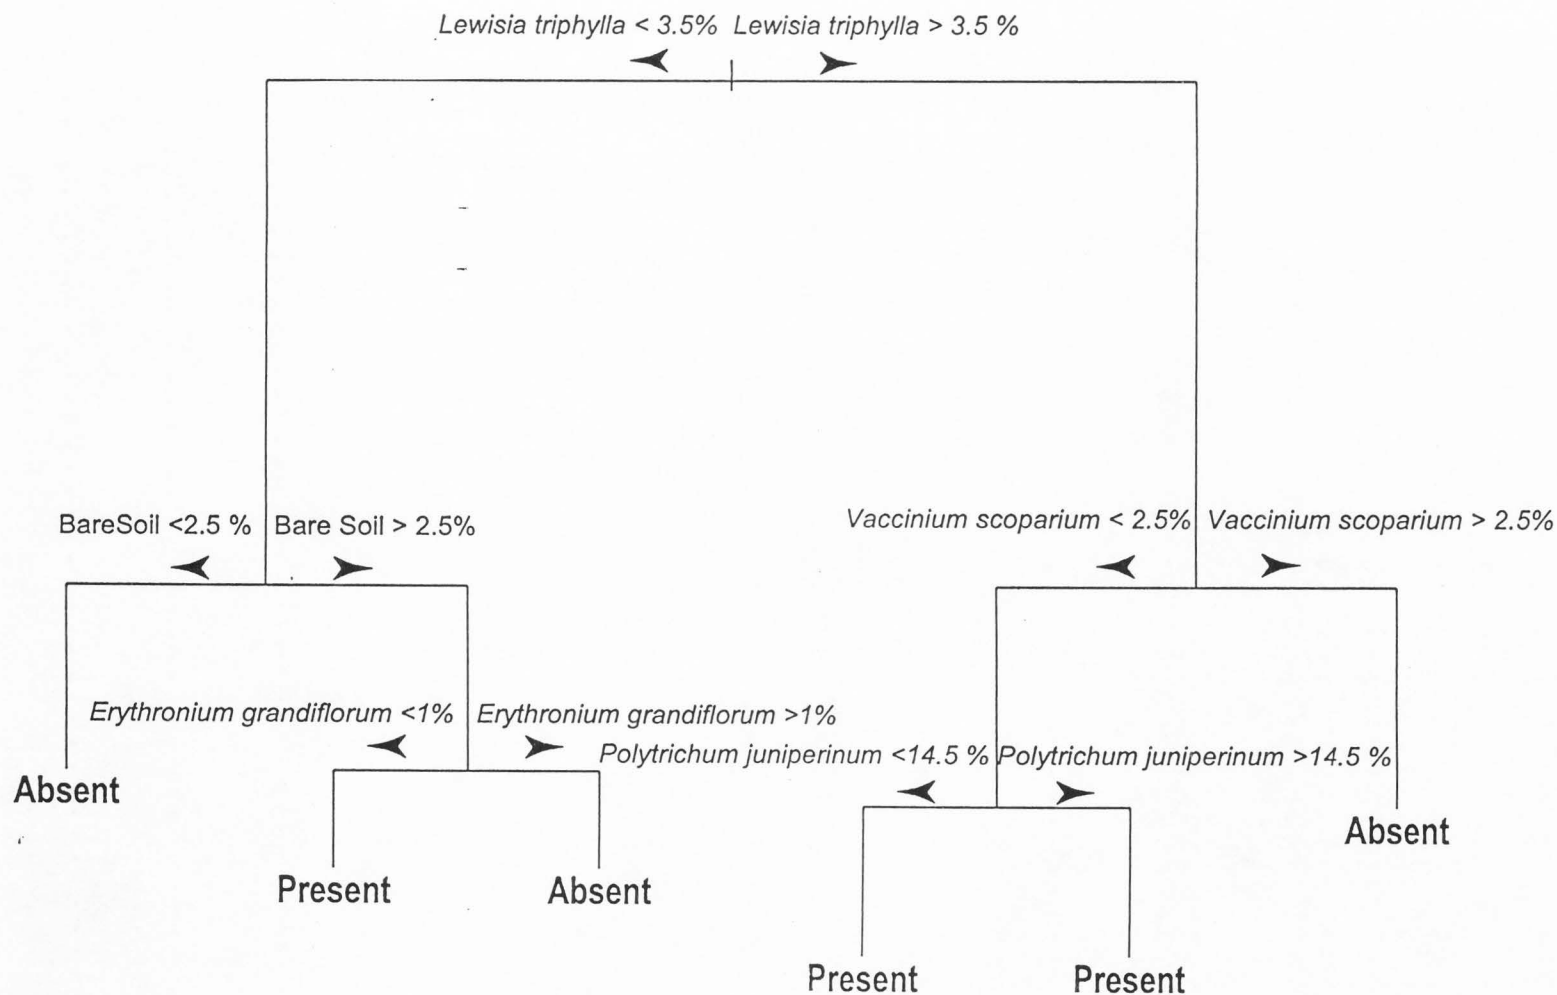 Lewisia triphylla < 3.5% Lewisia triphylla > 3.5 %
BareSoil <2.5 % Bare Soil > 2.5%
Vaccinium scoparium < 2.5% Vaccinium scoparium > 2.5%
Erythronium grandiflorum <1% Erythronium grandiflorum >1%
Polytrichum juniperinum <14.5 % Polytrichum juniperinum >14.5 %
Absent
Absent
Present Absent
Present Present